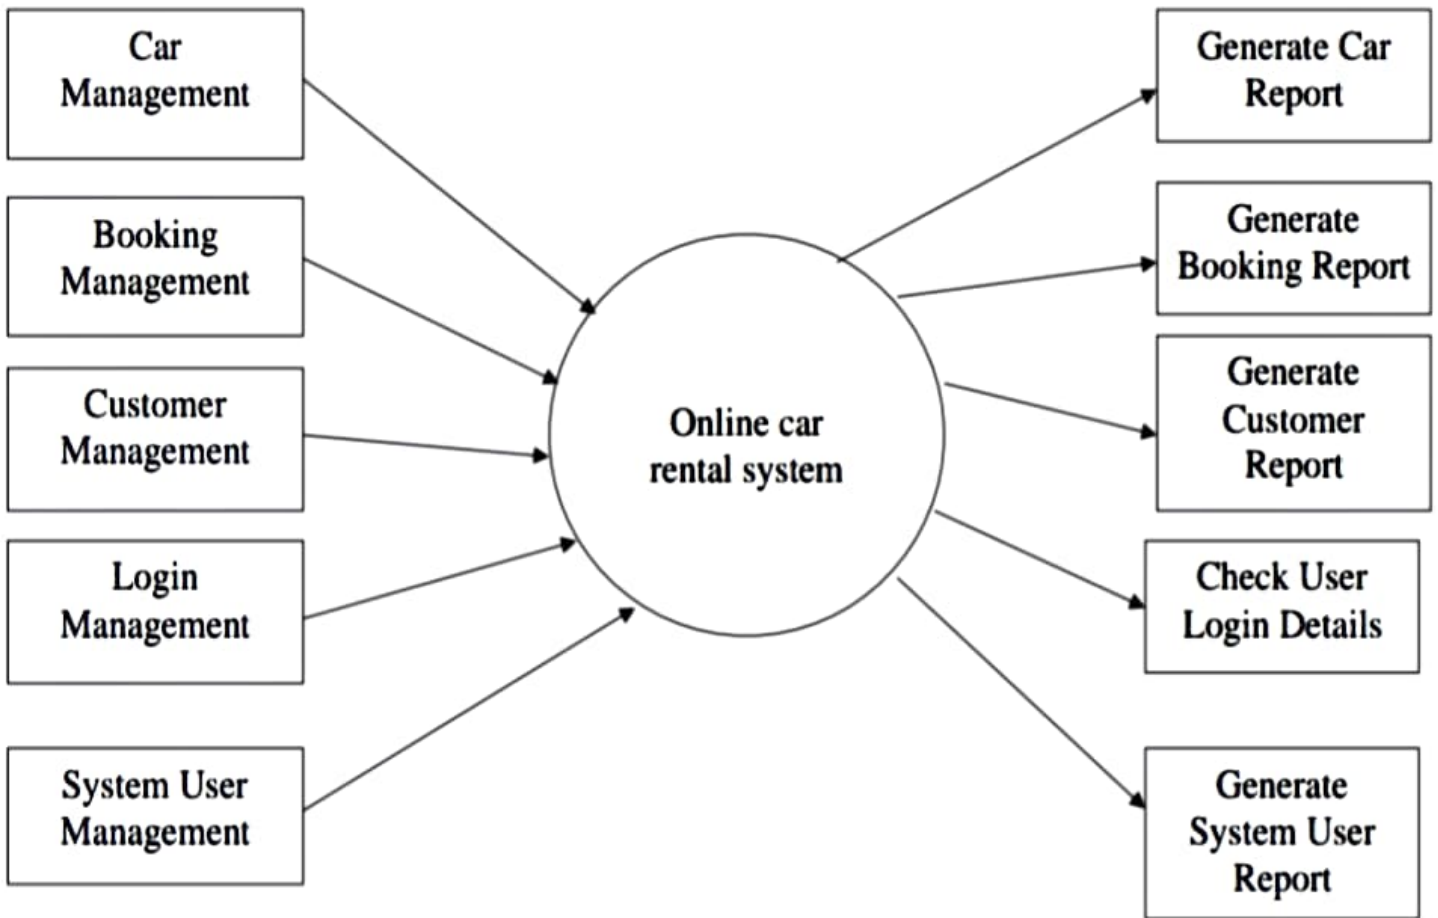 Car
Management
Booking
Management
Customer
Management
Login
Management
System User
Management
Online car
rental system
Generate Car
Report
Generate
Booking Report
Generate
Customer
Report
Check User
Login Details
Generate
System User
Report